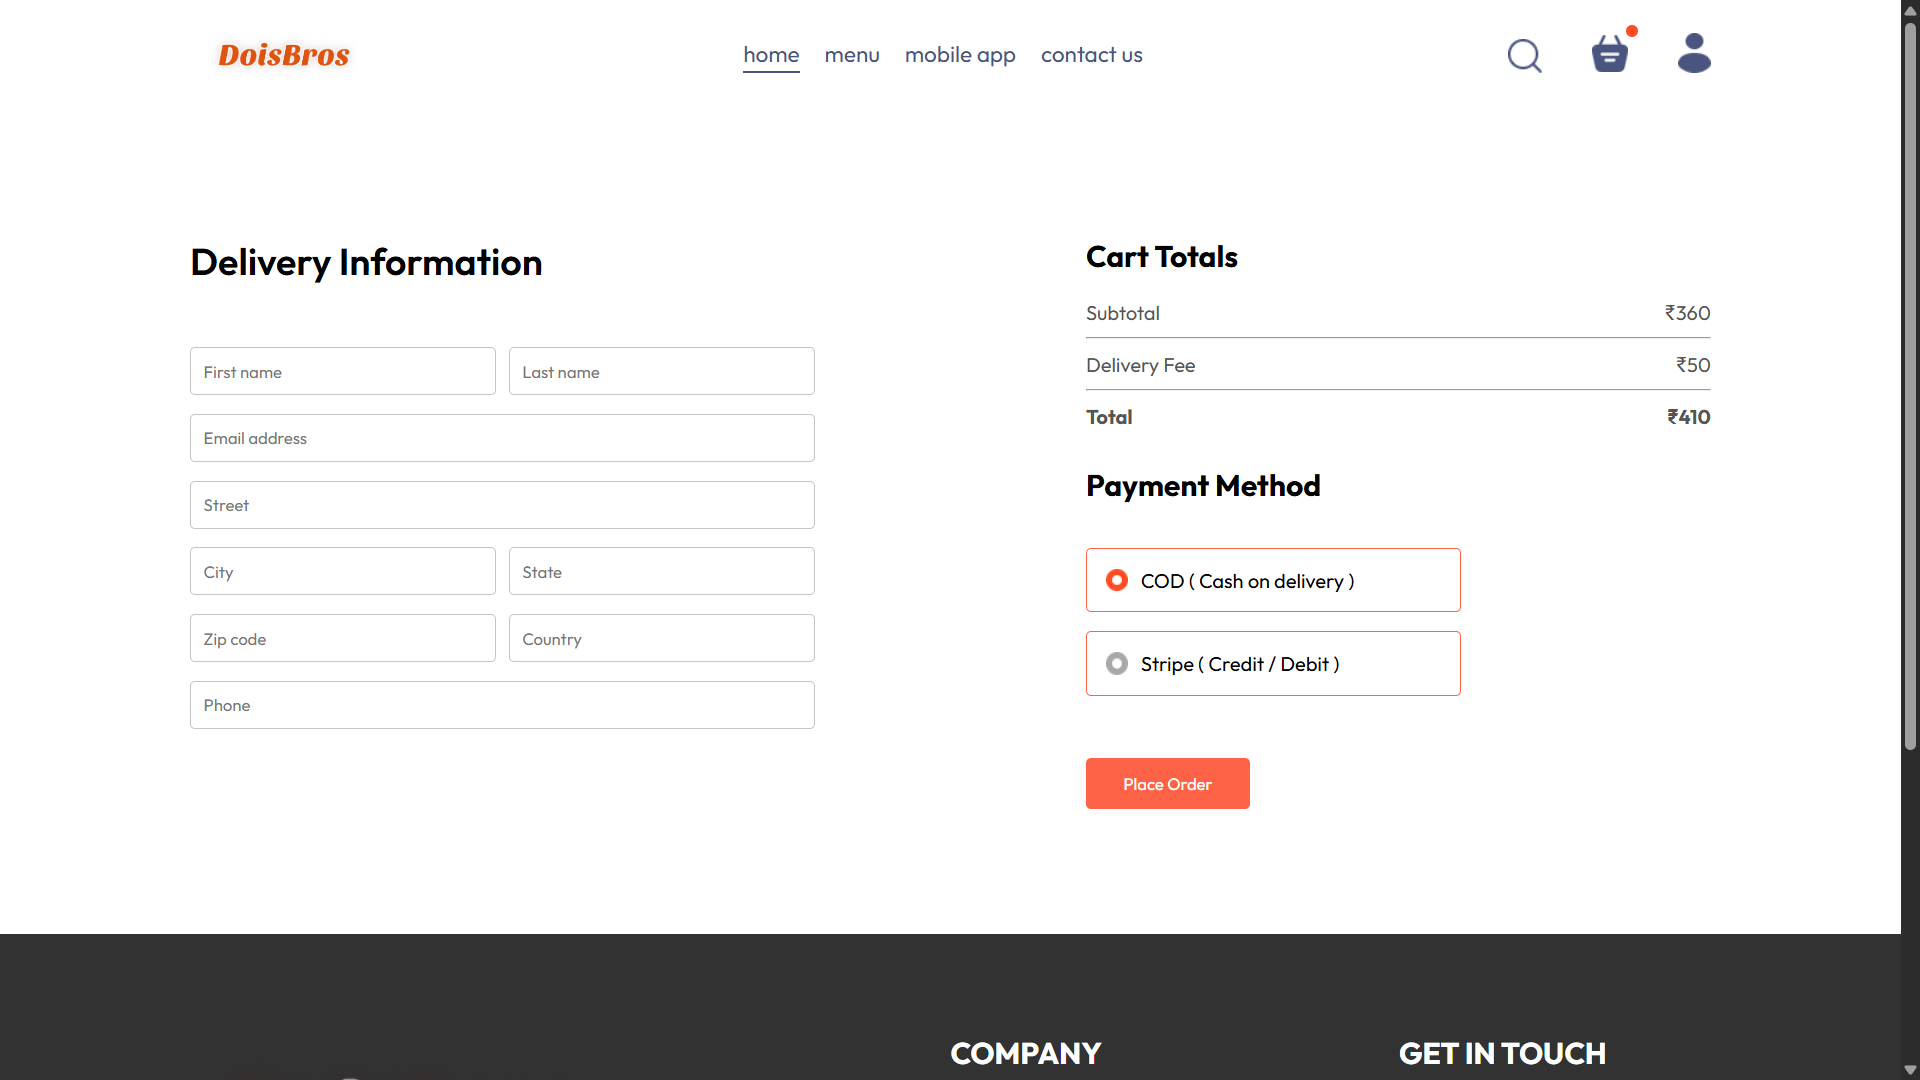 DoisBros
home menu mobile app contact us
Delivery Information
First name Last name
Email address
Street
City State
Zip code Country
Phone
Cart Totals
Subtotal ₹360
Delivery Fee ₹50
Total ₹410
Payment Method
COD ( Cash on delivery )
Stripe ( Credit / Debit )
Place Order
COMPANY GET IN TOUCH